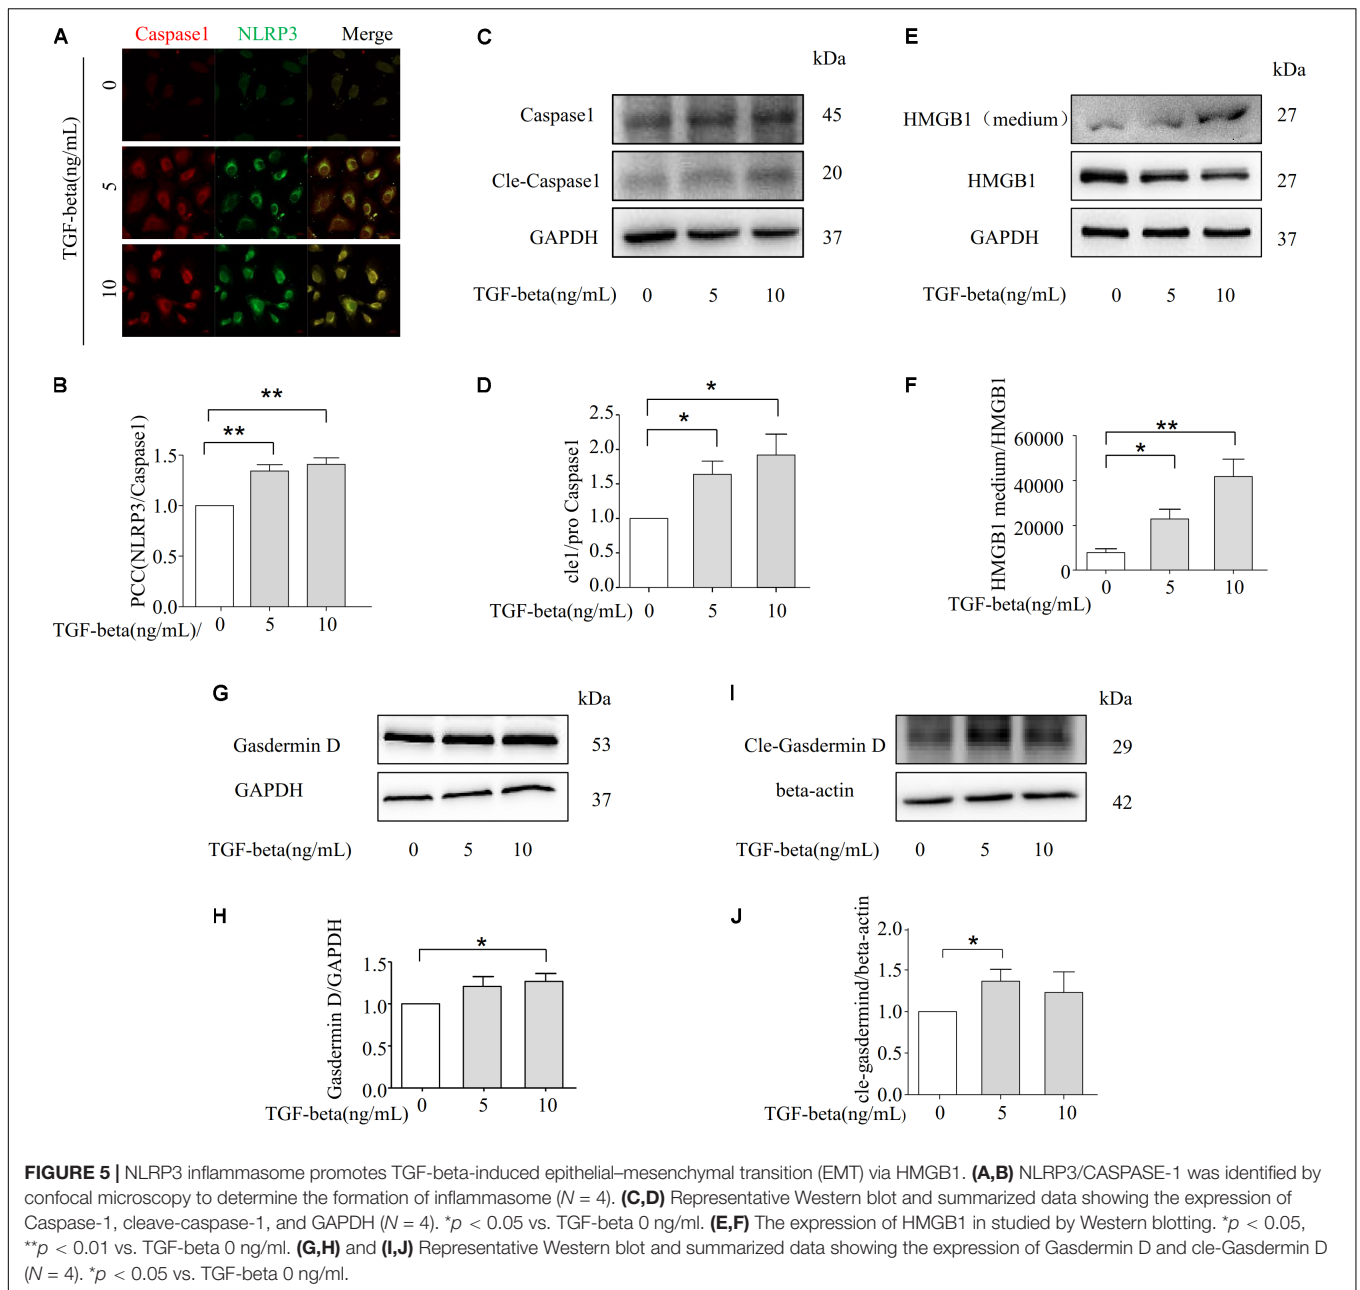 A
Caspase1 NLRP3 Merge
TGF-beta(ng/mL)
0
5
10
B
PCC(NLRP3/Caspase1)
** **
1.5
1.0
0.5
0.0
TGF-beta(ng/mL)/ 0 5 10
C
kDa
Caspase1 45
Cle-Caspase1 20
GAPDH 37
TGF-beta(ng/mL) 0 5 10
D
cle1/pro Caspase1
* *
2.5
2.0
1.5
1.0
0.5
0.0
TGF-beta(ng/mL) 0 5 10
E
kDa
HMGB1（medium） 27
HMGB1 27
GAPDH 37
TGF-beta(ng/mL) 0 5 10
F
HMGB1 medium/HMGB1
** *
60000
40000
20000
0
TGF-beta(ng/mL) 0 5 10
G
kDa
Gasdermin D 53
GAPDH 37
TGF-beta(ng/mL) 0 5 10
H
Gasdermin D/GAPDH
*
1.5
1.0
0.5
0.0
TGF-beta(ng/mL) 0 5 10
I
kDa
Cle-Gasdermin D 29
beta-actin 42
TGF-beta(ng/mL) 0 5 10
J
cle-gasdermind/beta-actin
*
2.0
1.5
1.0
0.5
0.0
TGF-beta(ng/mL) 0 5 10
FIGURE 5 | NLRP3 inflammasome promotes TGF-beta-induced epithelial–mesenchymal transition (EMT) via HMGB1. (A,B) NLRP3/CASPASE-1 was identified by
confocal microscopy to determine the formation of inflammasome (N = 4). (C,D) Representative Western blot and summarized data showing the expression of
Caspase-1, cleave-caspase-1, and GAPDH (N = 4). *p < 0.05 vs. TGF-beta 0 ng/ml. (E,F) The expression of HMGB1 in studied by Western blotting. *p < 0.05,
**p < 0.01 vs. TGF-beta 0 ng/ml. (G,H) and (I,J) Representative Western blot and summarized data showing the expression of Gasdermin D and cle-Gasdermin D
(N = 4). *p < 0.05 vs. TGF-beta 0 ng/ml.